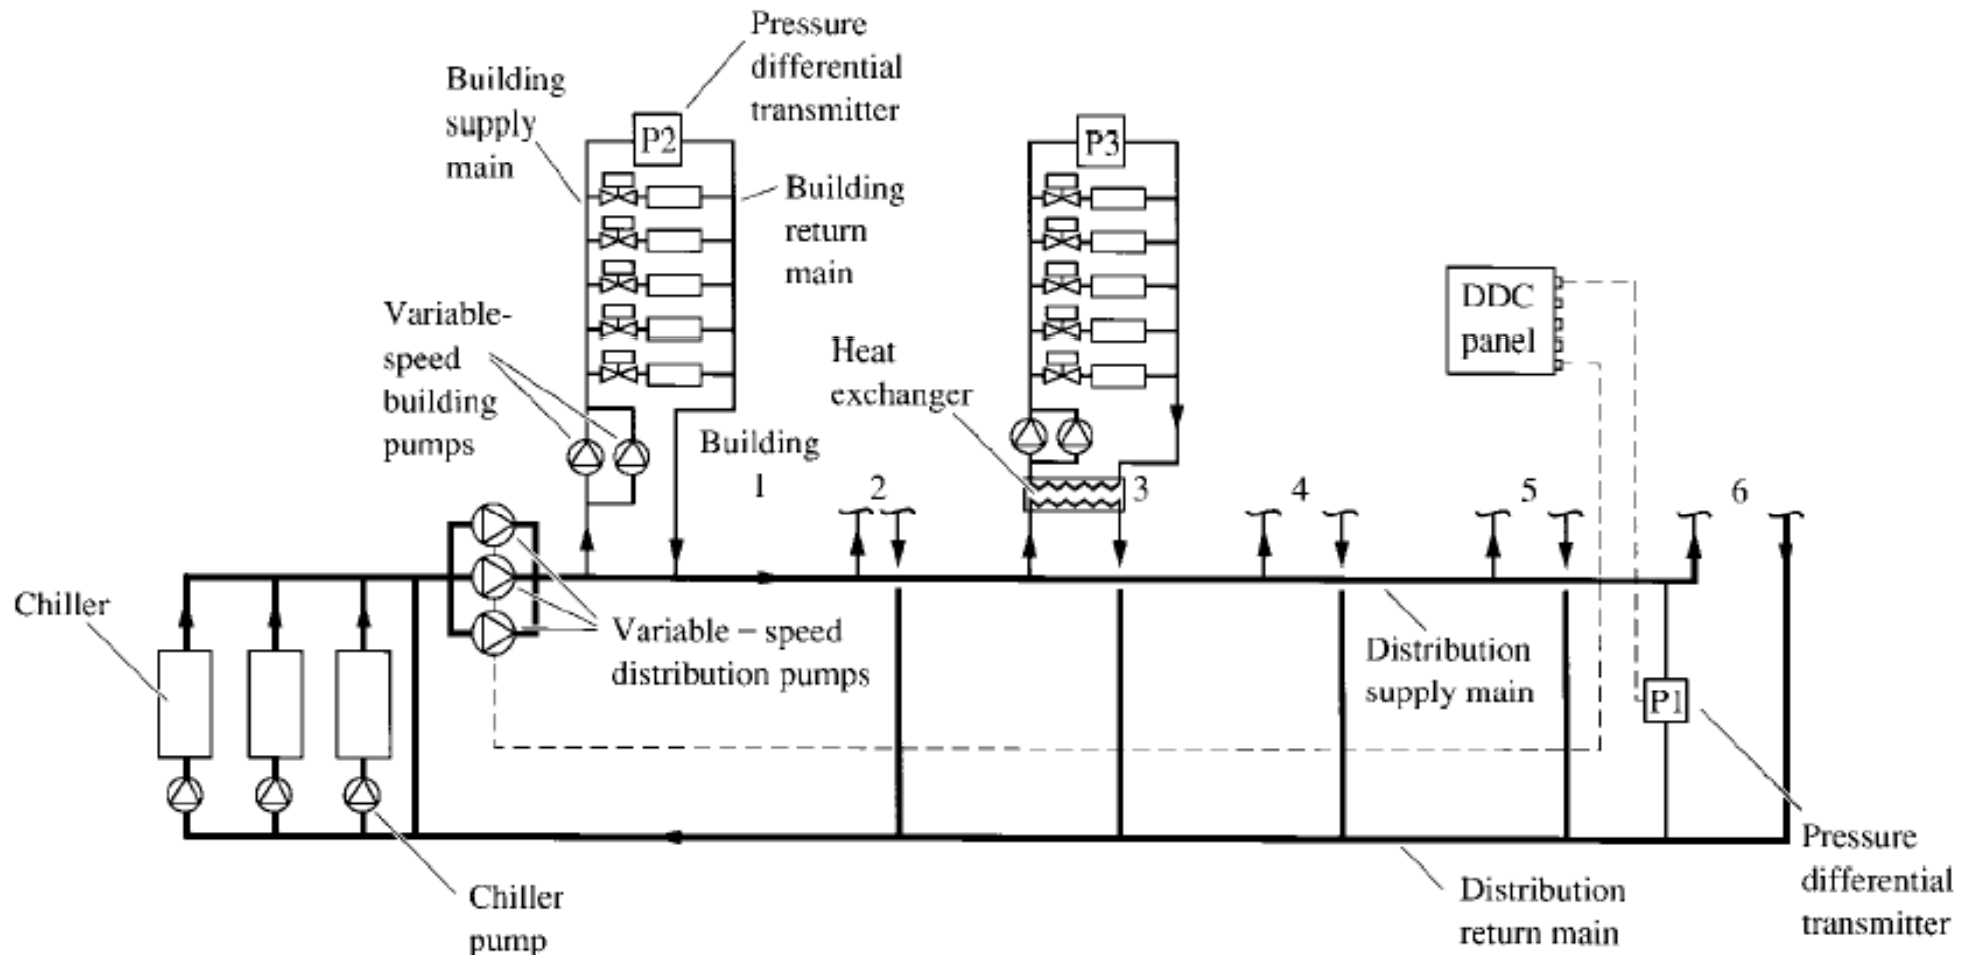 Pressure
differential
transmitter
Building
supply
main
P2
P3
Building
return
main
DDC
panel
Variable-
speed
building
pumps
Heat
exchanger
Building
1
2
3
4
5
6
Chiller
Variable – speed
distribution pumps
Distribution
supply main
P1
Pressure
differential
transmitter
Chiller
pump
Distribution
return main